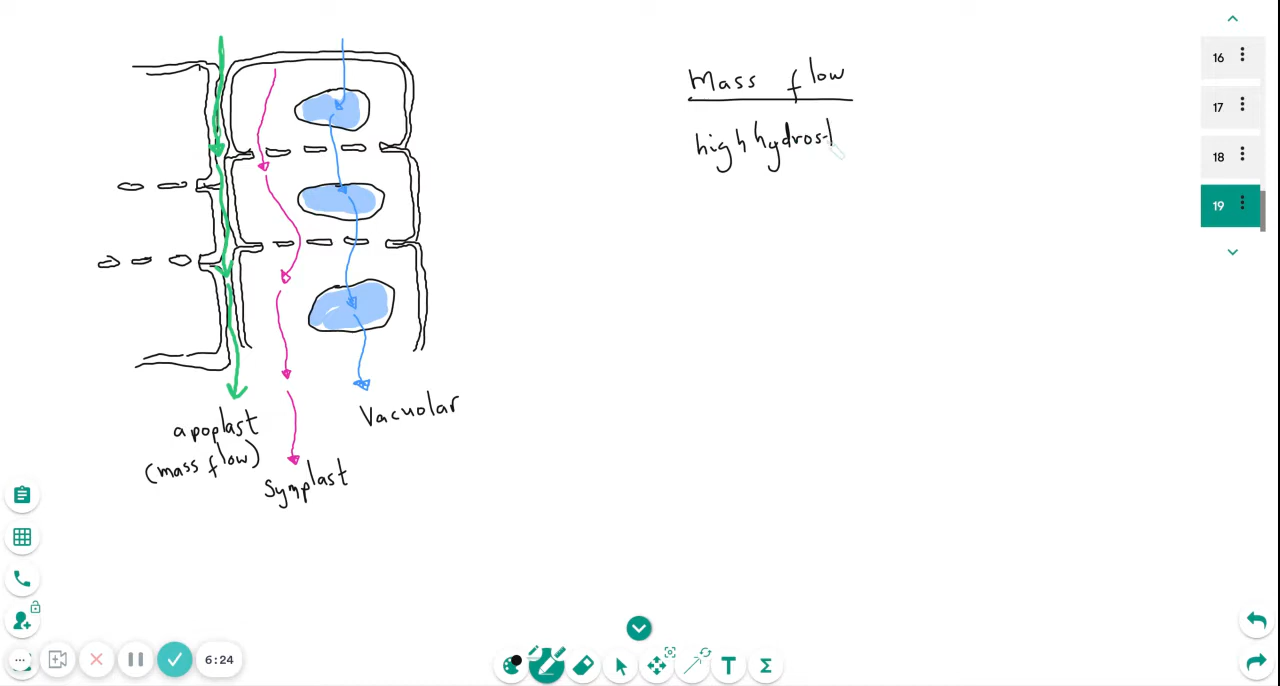 Mass flow
high hydrost
apoplast
(mass flow)
Symplast
Vacuolar
16
17
18
19
6:24
T
Σ